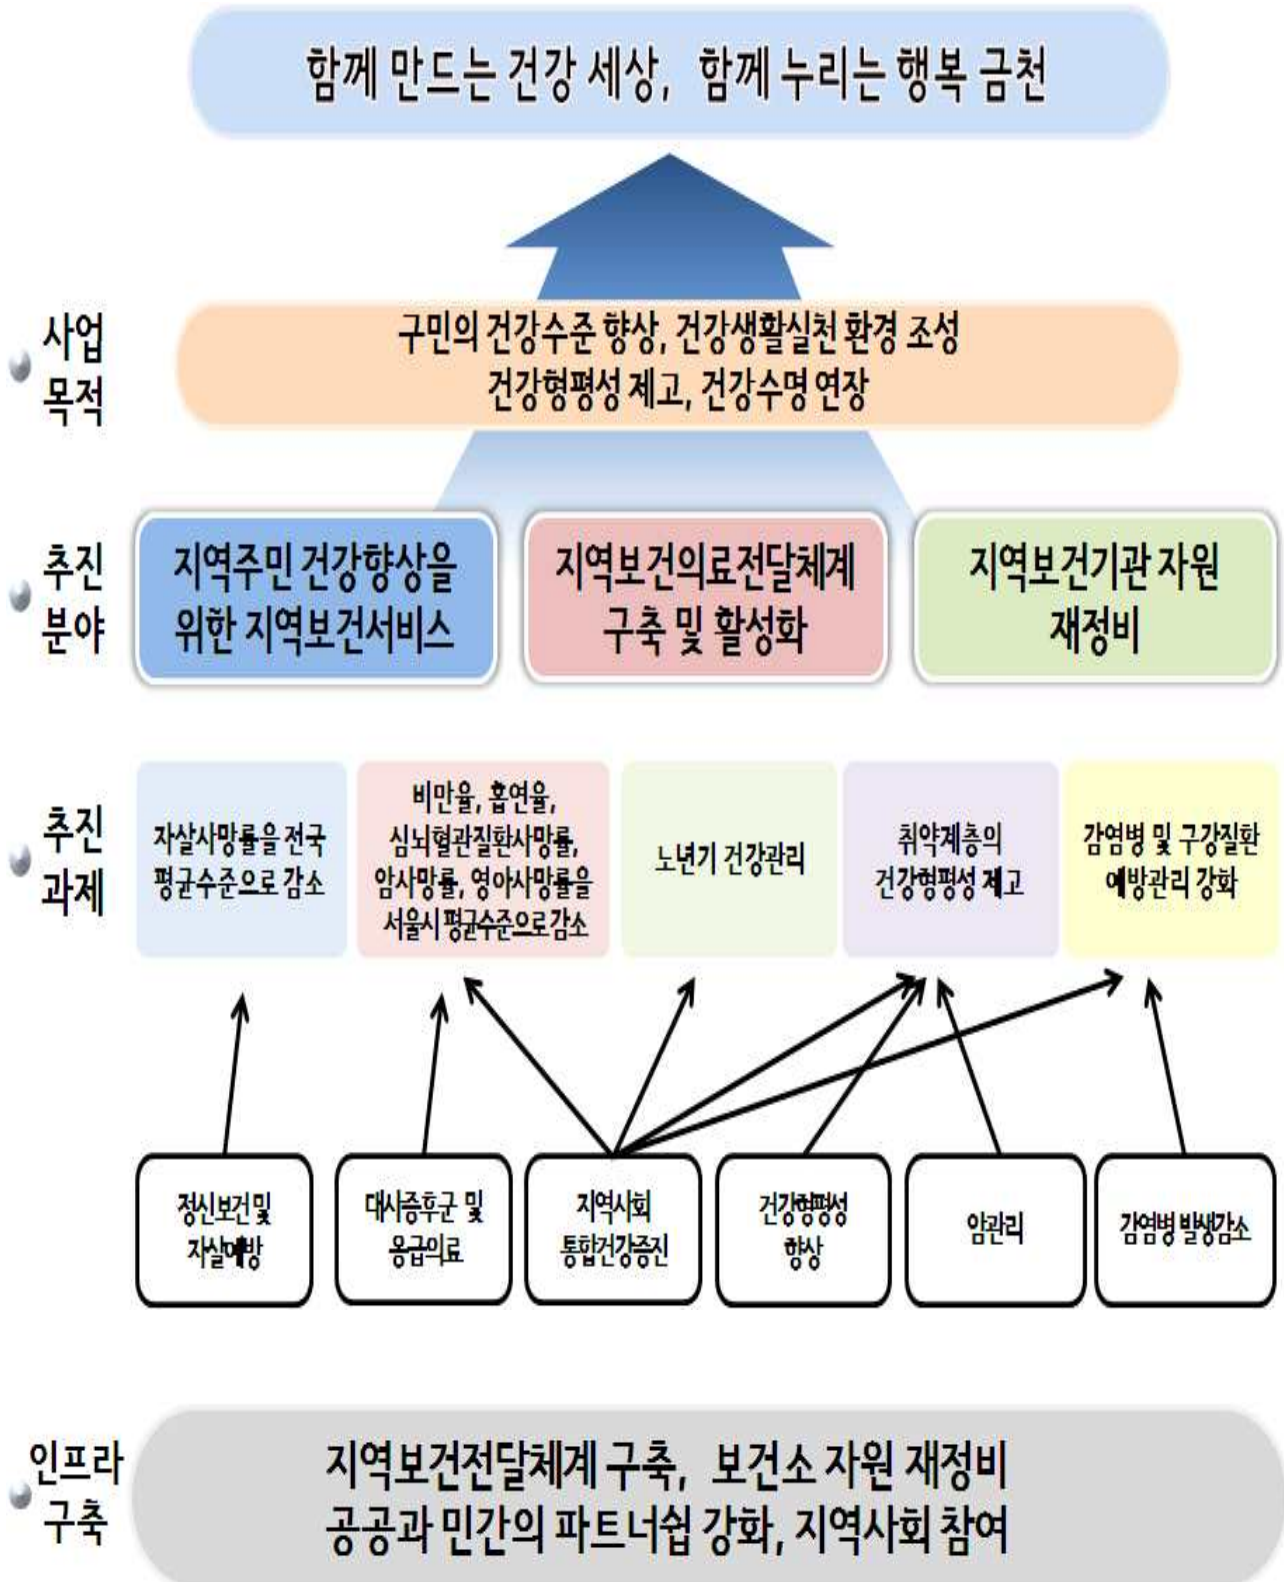 함께 만드는 건강 세상, 함께 누리는 행복 금천
사업
목적
구민의 건강수준 향상, 건강생활실천 환경 조성
건강형평성 제고, 건강수명 연장
추진
분야
지역주민 건강향상을
위한 지역보건서비스
지역보건의료전달체계
구축 및 활성화
지역보건기관 자원
재정비
추진
과제
자살사망률을 전국
평균수준으로 감소
비만율, 흡연율,
심뇌혈관질환사망률,
암사망률, 영아사망률을
서울시 평균수준으로 감소
노년기 건강관리
취약계층의
건강형평성 제고
감염병 및 구강질환
예방관리 강화
정신보건 및
자살예방
대사증후군 및
응급의료
지역사회
통합건강증진
건강형평성
향상
암관리
감염병 발생감소
인프라
구축
지역보건전달체계 구축, 보건소 자원 재정비
공공과 민간의 파트너쉽 강화, 지역사회 참여